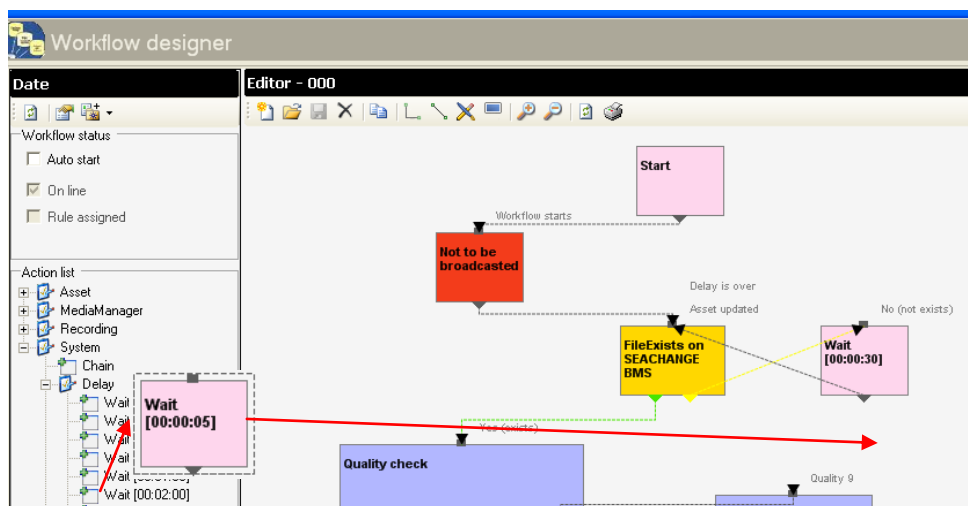 Workflow designer
Date
Editor - 000
Workflow status
Auto start
On line
Rule assigned
Action list
Asset
MediaManager
Recording
System
Chain
Delay
Wait
Wait
Wait
Wait
Wait
Wait [00:02:00]
Wait
[00:00:05]
Start
Workflow starts
Not to be
broadcasted
Delay is over
Asset updated
No (not exists)
FileExists on
SEACHANGE
BMS
Wait
[00:00:30]
Yes (exists)
Quality check
Quality 9